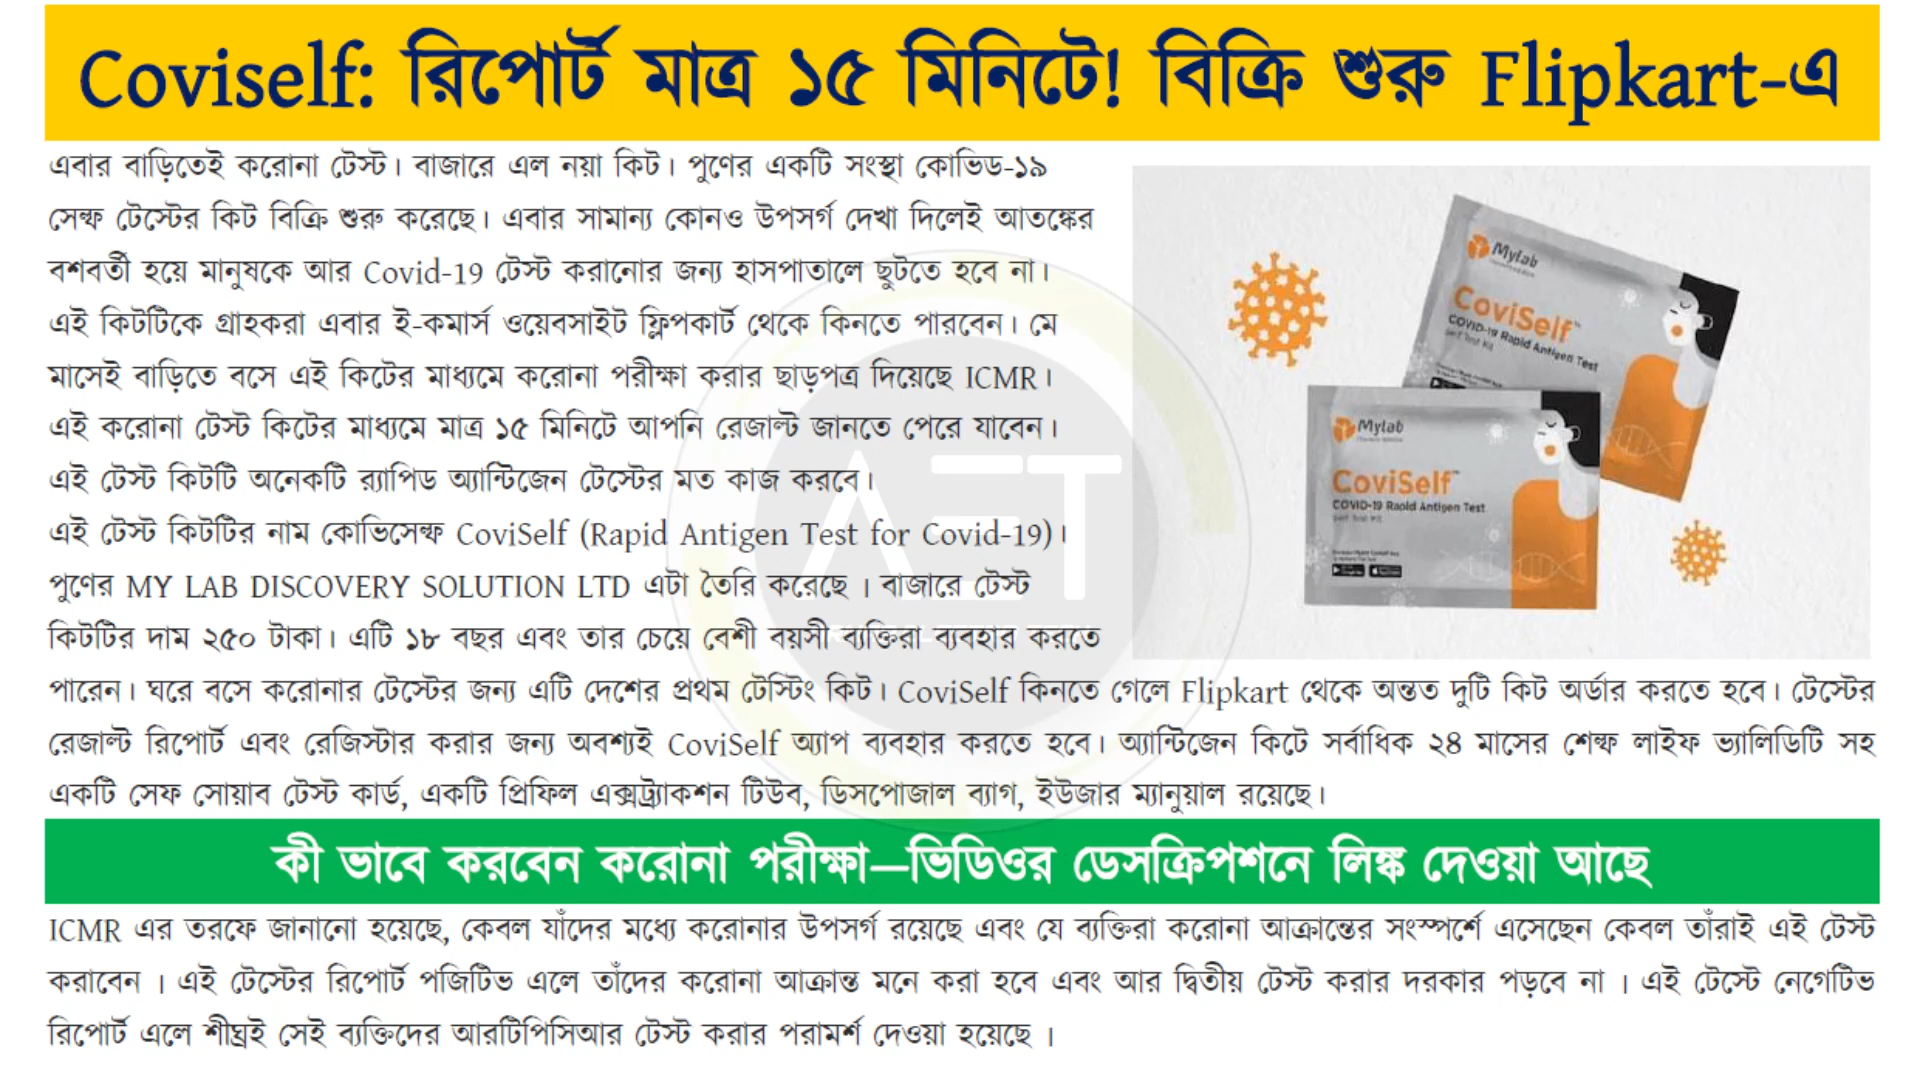 Coviself: রিপোর্ট মাত্র ১৫ মিনিটে! বিক্রি শুরু Flipkart-এ
এবার বাড়িতেই করোনা টেস্ট। বাজারে এল নয়া কিট। পুণের একটি সংস্থা কোভিড-১৯
সেল্ফ টেস্টের কিট বিক্রি শুরু করেছে। এবার সামান্য কোনও উপসর্গ দেখা দিলেই আতঙ্কের
বশবর্তী হয়ে মানুষকে আর Covid-19 টেস্ট করানোর জন্য হাসপাতালে ছুটতে হবে না।
এই কিটটিকে গ্রাহকরা এবার ই-কমার্স ওয়েবসাইট ফ্লিপকার্ট থেকে কিনতে পারবেন। মে
মাসেই বাড়িতে বসে এই কিটের মাধ্যমে করোনা পরীক্ষা করার ছাড়পত্র দিয়েছে ICMR।
এই করোনা টেস্ট কিটের মাধ্যমে মাত্র ১৫ মিনিটে আপনি রেজাল্ট জানতে পেরে যাবেন।
এই টেস্ট কিটটি অনেকটি র‍্যাপিড অ্যান্টিজেন টেস্টের মত কাজ করবে।
এই টেস্ট কিটটির নাম কোভিসেল্ফ CoviSelf (Rapid Antigen Test for Covid-19)।
পুণের MY LAB DISCOVERY SOLUTION LTD এটা তৈরি করেছে । বাজারে টেস্ট
কিটটির দাম ২৫০ টাকা। এটি ১৮ বছর এবং তার চেয়ে বেশী বয়সী ব্যক্তিরা ব্যবহার করতে
পারেন। ঘরে বসে করোনার টেস্টের জন্য এটি দেশের প্রথম টেস্টিং কিট। CoviSelf কিনতে গেলে Flipkart থেকে অন্তত দুটি কিট অর্ডার করতে হবে। টেস্টের
রেজাল্ট রিপোর্ট এবং রেজিস্টার করার জন্য অবশ্যই CoviSelf অ্যাপ ব্যবহার করতে হবে। অ্যান্টিজেন কিটে সর্বাধিক ২৪ মাসের শেল্ফ লাইফ ভ্যালিডিটি সহ
একটি সেফ সোয়াব টেস্ট কার্ড, একটি প্রিফিল এক্সট্র্যাকশন টিউব, ডিসপোজাল ব্যাগ, ইউজার ম্যানুয়াল রয়েছে।
Mylab
CoviSelf™
COVID-19 Rapid Antigen Test
Self Test Kit
Mylab
CoviSelf™
COVID-19 Rapid Antigen Test
Self Test Kit
AET
কী ভাবে করবেন করোনা পরীক্ষা—ভিডিওর ডেসক্রিপশনে লিঙ্ক দেওয়া আছে
ICMR এর তরফে জানানো হয়েছে, কেবল যাঁদের মধ্যে করোনার উপসর্গ রয়েছে এবং যে ব্যক্তিরা করোনা আক্রান্তের সংস্পর্শে এসেছেন কেবল তাঁরাই এই টেস্ট
করাবেন । এই টেস্টের রিপোর্ট পজিটিভ এলে তাঁদের করোনা আক্রান্ত মনে করা হবে এবং আর দ্বিতীয় টেস্ট করার দরকার পড়বে না । এই টেস্টে নেগেটিভ
রিপোর্ট এলে শীঘ্রই সেই ব্যক্তিদের আরটিপিসিআর টেস্ট করার পরামর্শ দেওয়া হয়েছে ।